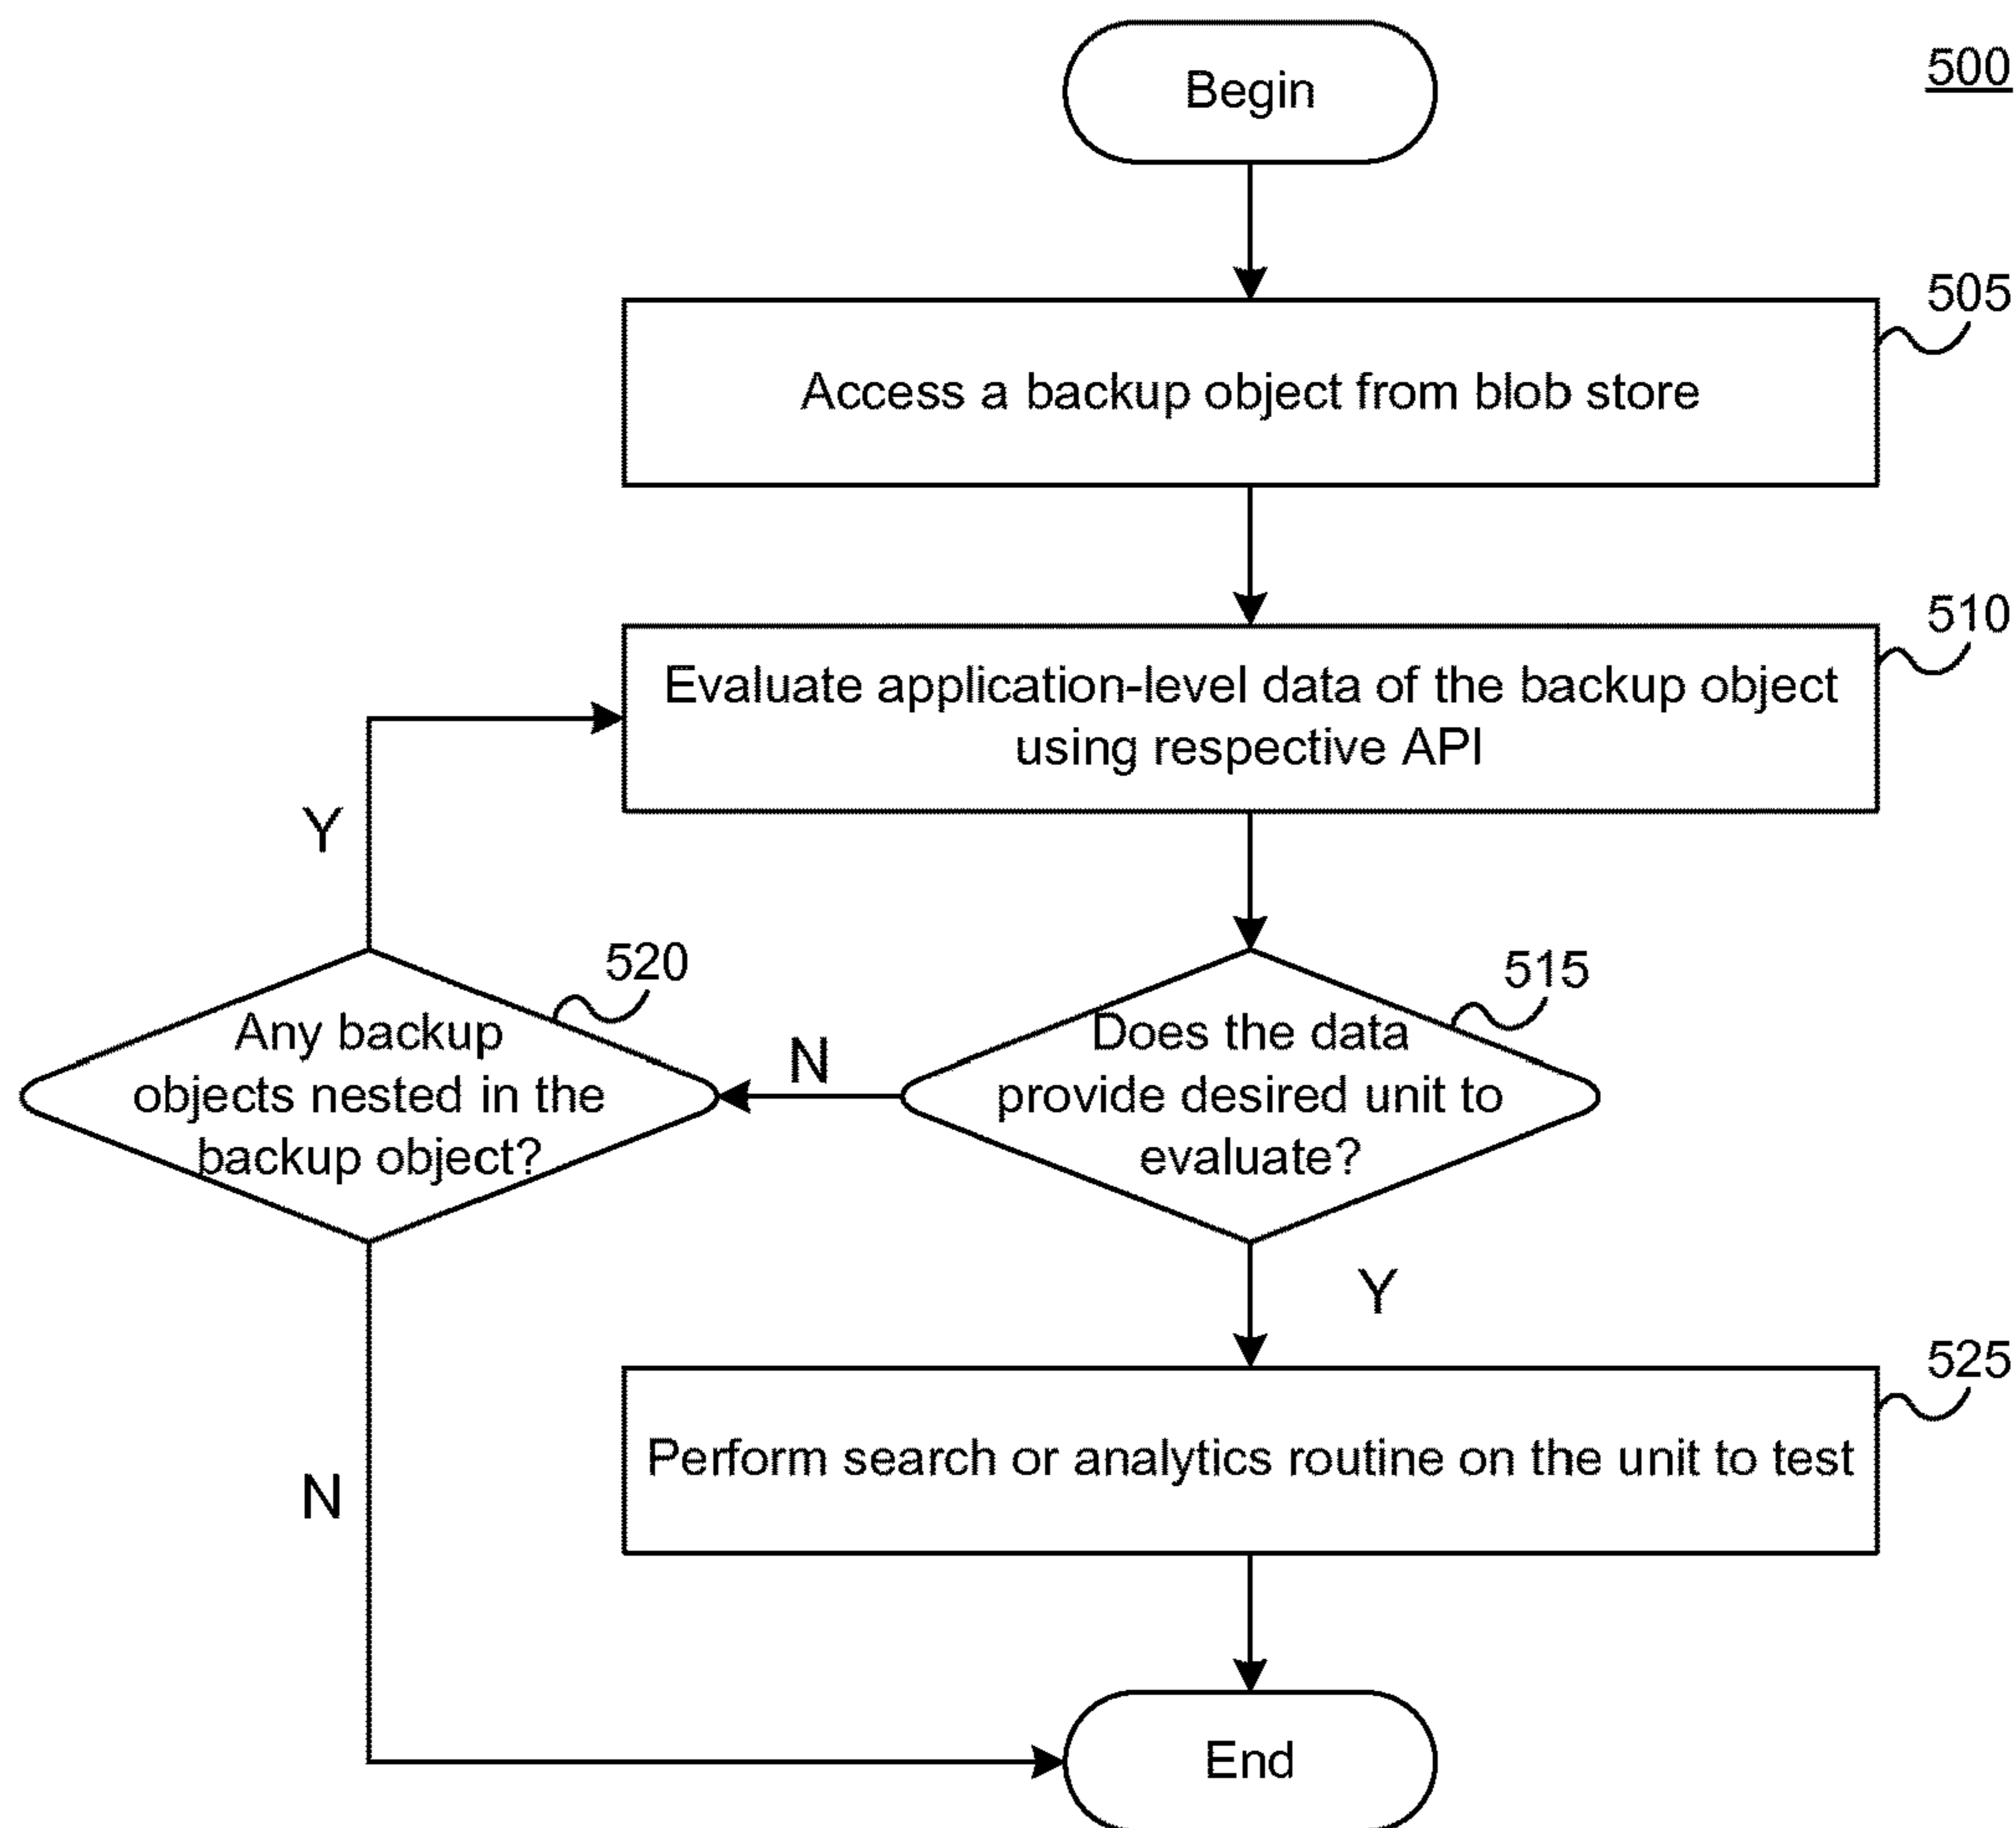 Begin
500
505
Access a backup object from blob store
510
Evaluate application-level data of the backup object
using respective API
Y
520
Any backup
objects nested in the
backup object?
N
515
Does the data
provide desired unit to
evaluate?
Y
N
525
Perform search or analytics routine on the unit to test
End